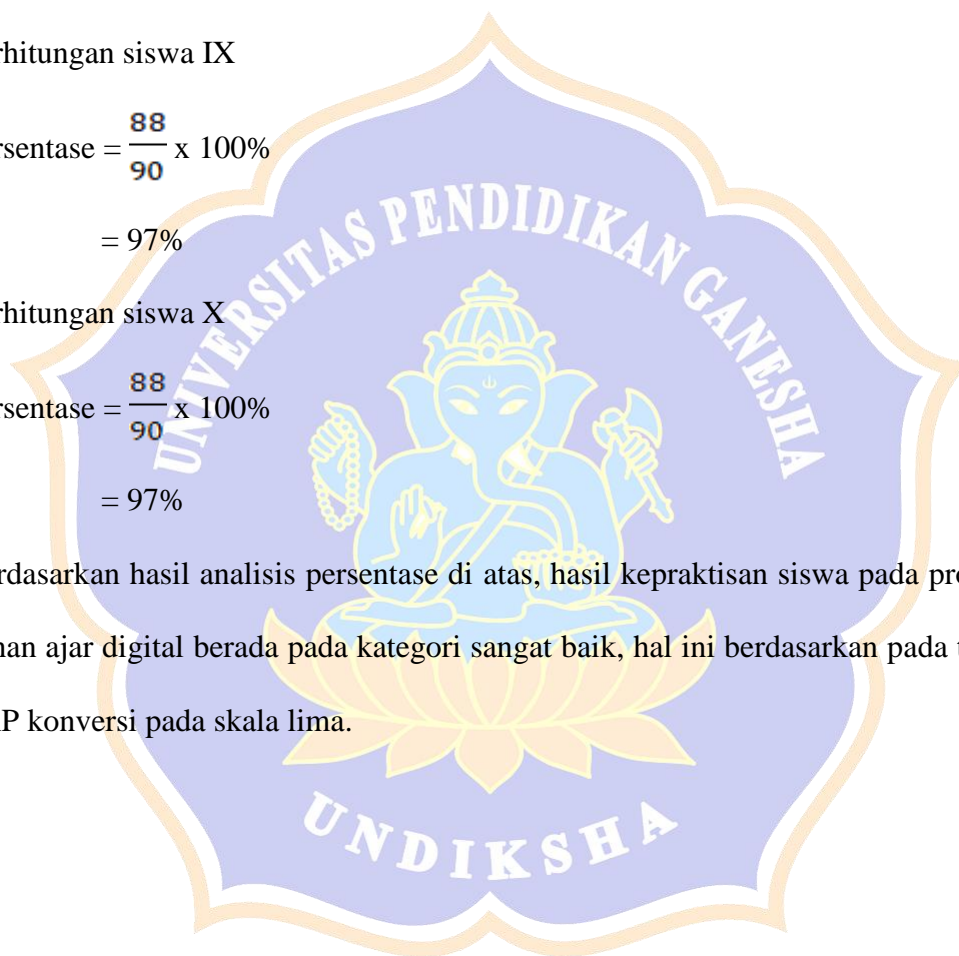 rhitungan siswa IX
rsentase = 88/90 x 100%
= 97%
UNIVERSITAS PENDIDIKAN GANESHA
rhitungan siswa X
rsentase = 88/90 x 100%
= 97%
rdasarkan hasil analisis persentase di atas, hasil kepraktisan siswa pada pro
han ajar digital berada pada kategori sangat baik, hal ini berdasarkan pada t
P konversi pada skala lima.
UNDIKSHA